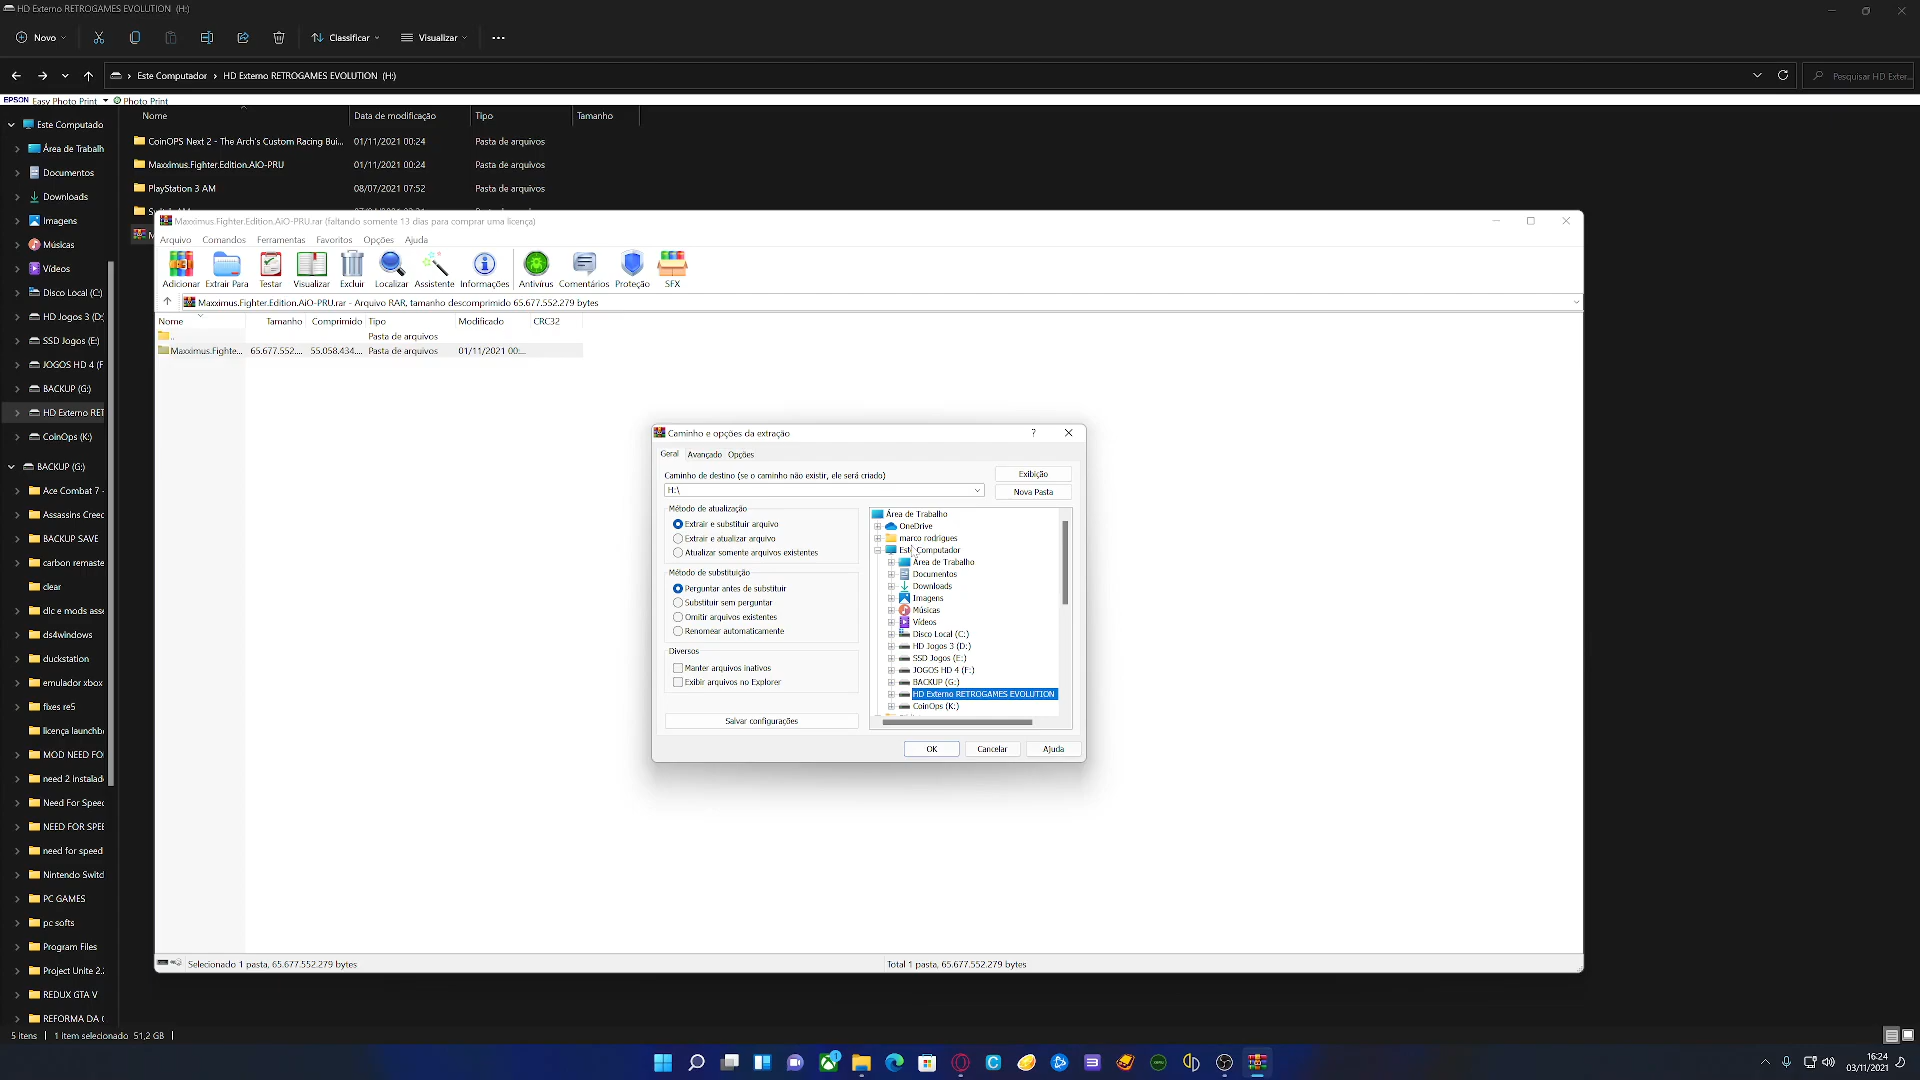 HD Externo RETROGAMES EVOLUTION (H:)
Novo
Classificar
Visualizar
Este Computador > HD Externo RETROGAMES EVOLUTION (H:)
Pesquisar HD Exter...
EPSON Easy Photo Print Photo Print
Nome Data de modificação Tipo Tamanho
CoinOPS Next 2 - The Arch's Custom Racing Bui... 01/11/2021 00:24 Pasta de arquivos
Maxximus.Fighter.Edition.AiO-PRU 01/11/2021 00:24 Pasta de arquivos
PlayStation 3 AM 08/07/2021 07:52 Pasta de arquivos
Este Computado
Área de Trabalh
Documentos
Downloads
Imagens
Músicas
Vídeos
Disco Local (C:)
HD Jogos 3 (D:
SSD Jogos (E:)
JOGOS HD 4 (F
BACKUP (G:)
HD Externo RET
CoinOps (K:)
BACKUP (G:)
Ace Combat 7 -
Assassins Creed
BACKUP SAVE
carbon remaste
clear
dlc e mods asse
ds4windows
duckstation
emulador xbox
fixes re5
licença launchb
MOD NEED FO
need 2 instalad
Need For Speed
NEED FOR SPEE
need for speed
Nintendo Switc
PC GAMES
pc softs
Program Files
Project Unite 2.
REDUX GTA V
REFORMA DA C
Maxximus.Fighter.Edition.AiO-PRU.rar (faltando somente 13 dias para comprar uma licença)
Arquivo Comandos Ferramentas Favoritos Opções Ajuda
Adicionar Extrair Para Testar Visualizar Excluir Localizar Assistente Informações Antivírus Comentários Proteção SFX
Maxximus.Fighter.Edition.AiO-PRU.rar - Arquivo RAR, tamanho descomprimido 65.677.552.279 bytes
Nome Tamanho Comprimido Tipo Modificado CRC32
.. Pasta de arquivos
Maxximus.Fighte... 65.677.552.... 55.058.434.... Pasta de arquivos 01/11/2021 00:...
Caminho e opções da extração
?
Geral Avançado Opções
Caminho de destino (se o caminho não existir, ele será criado)
H:\
Exibição
Nova Pasta
Método de atualização
Extrair e substituir arquivo
Extrair e atualizar arquivo
Atualizar somente arquivos existentes
Método de substituição
Perguntar antes de substituir
Substituir sem perguntar
Omitir arquivos existentes
Renomear automaticamente
Diversos
Manter arquivos inativos
Exibir arquivos no Explorer
Salvar configurações
Área de Trabalho
OneDrive
marco rodrigues
Este Computador
Área de Trabalho
Documentos
Downloads
Imagens
Músicas
Vídeos
Disco Local (C:)
HD Jogos 3 (D:)
SSD Jogos (E:)
JOGOS HD 4 (F:)
BACKUP (G:)
HD Externo RETROGAMES EVOLUTION
CoinOps (K:)
OK Cancelar Ajuda
Selecionado 1 pasta, 65.677.552.279 bytes
Total 1 pasta, 65.677.552.279 bytes
5 itens 1 item selecionado 51,2 GB
16:24
03/11/2021